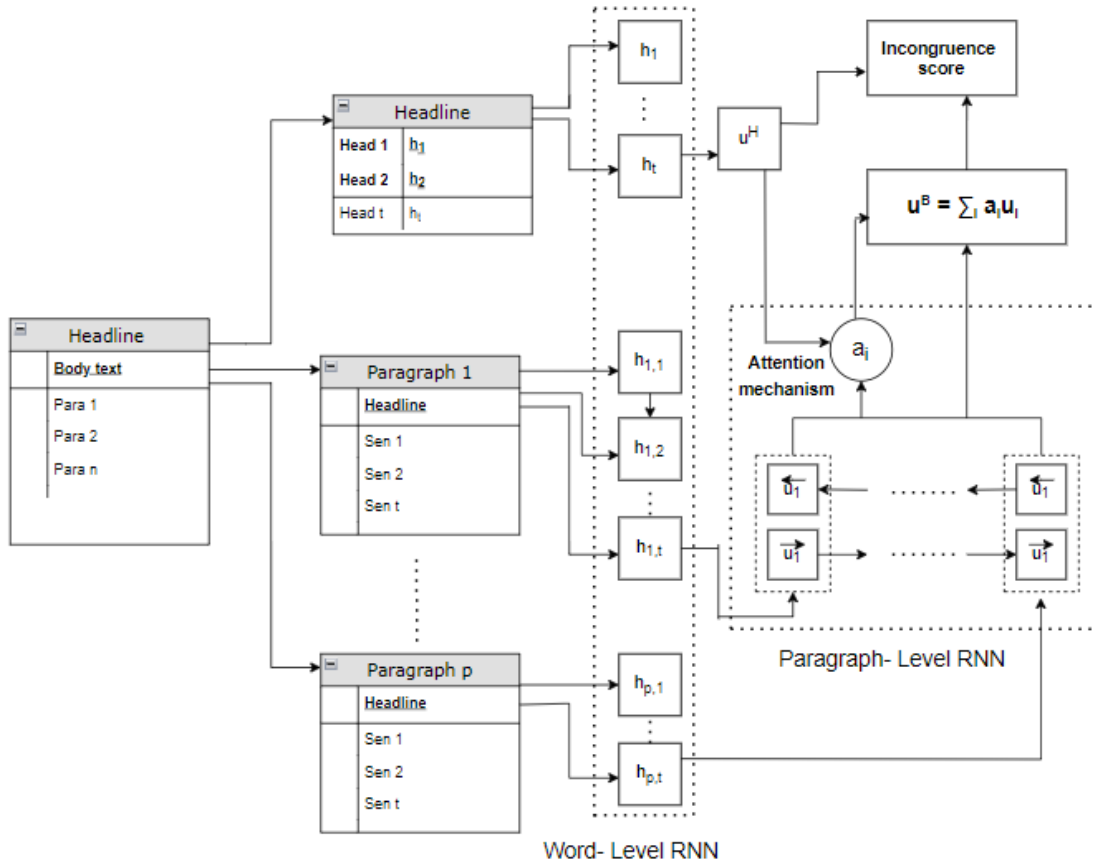 Headline
Body text
Para 1
Para 2
Para n
Headline
Head 1 h1
Head 2 h2
Head t ht
Paragraph 1
Headline
Sen 1
Sen 2
Sen t
Paragraph p
Headline
Sen 1
Sen 2
Sen t
h1
ht
h1,1
h1,2
h1,t
hp,1
hp,t
Word- Level RNN
uH
Incongruence
score
uB = ∑i aiui
ai
Attention
mechanism
u1
u1
u1
u1
Paragraph- Level RNN